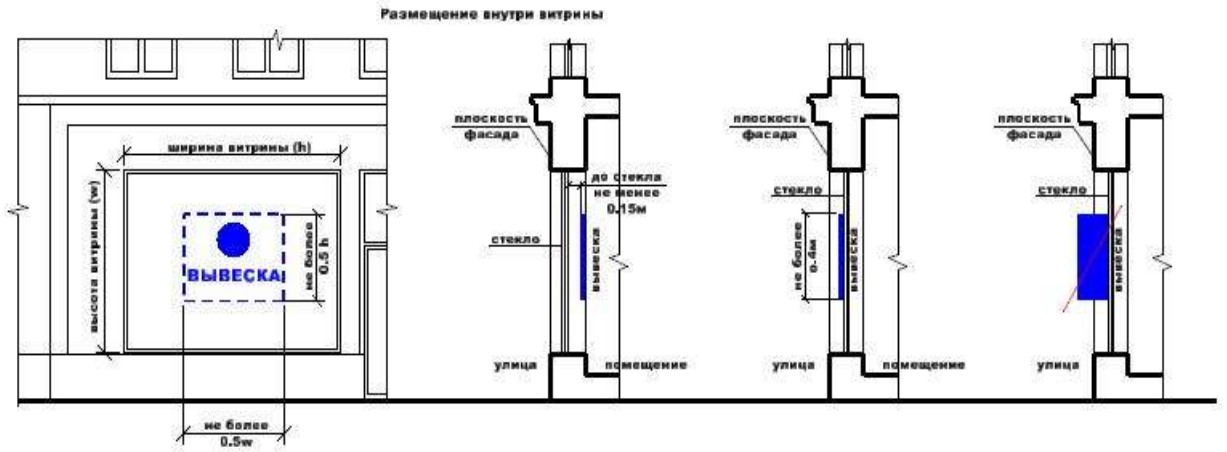 Размещение внутри витрины
ширина витрины (h)
высота витрины (w)
ВЫВЕСКА
не более
0.5 h
не более
0.5w
плоскость
фасада
до стекла
не менее
0.15м
стекло
вывеска
улица
помещение
плоскость
фасада
стекло
не более
0.4м
вывеска
улица
помещение
плоскость
фасада
стекло
вывеска
улица